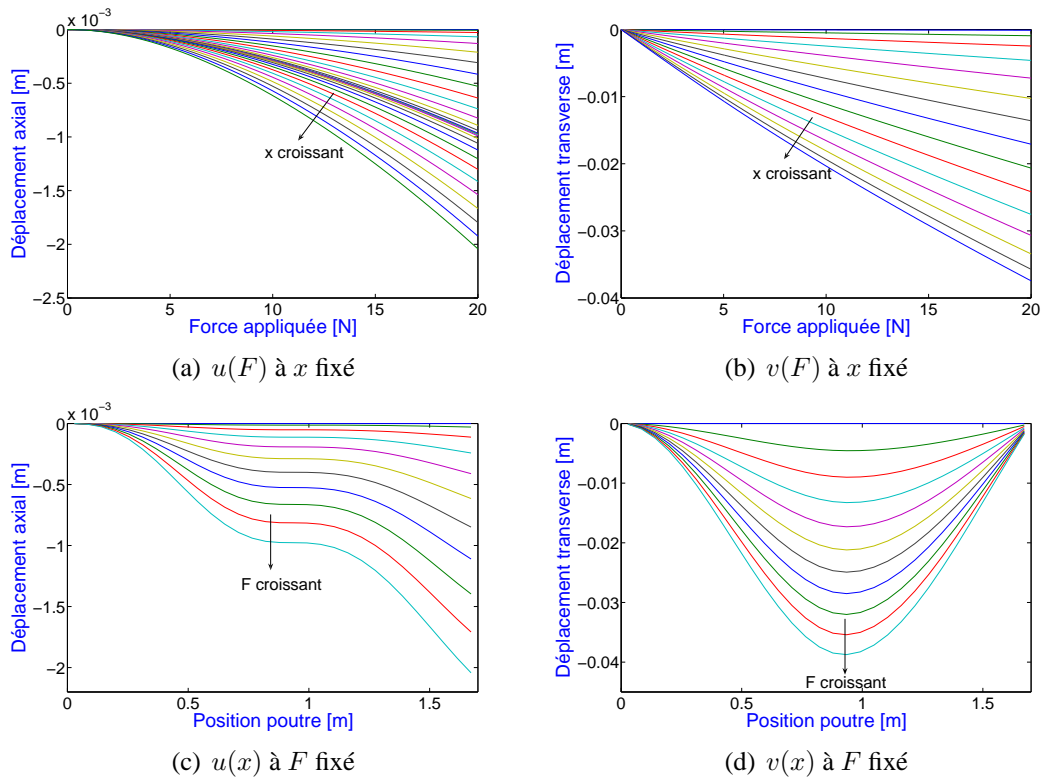 x 10⁻³
0
−0.5
−1
−1.5
−2
−2.5
0 5 10 15 20
Déplacement axial [m]
Force appliquée [N]
x croissant
(a) u(F) à x fixé
0
−0.01
−0.02
−0.03
−0.04
0 5 10 15 20
Déplacement transverse [m]
Force appliquée [N]
x croissant
(b) v(F) à x fixé
x 10⁻³
0
−0.5
−1
−1.5
−2
0 0.5 1 1.5
Déplacement axial [m]
Position poutre [m]
F croissant
(c) u(x) à F fixé
0
−0.01
−0.02
−0.03
−0.04
0 0.5 1 1.5
Déplacement transverse [m]
Position poutre [m]
F croissant
(d) v(x) à F fixé